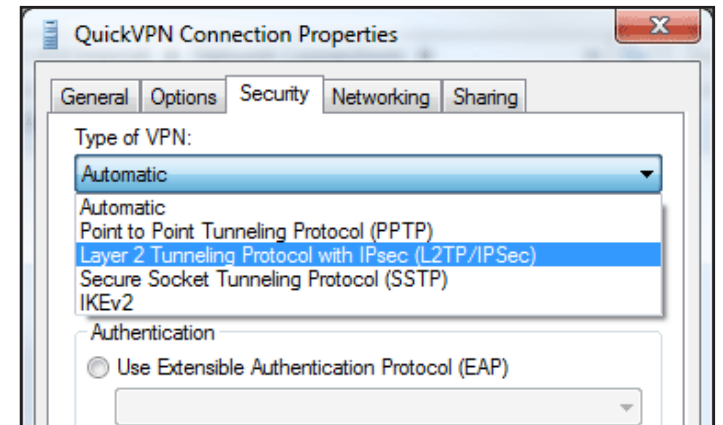 QuickVPN Connection Properties
General Options Security Networking Sharing
Type of VPN:
Automatic
Automatic
Point to Point Tunneling Protocol (PPTP)
Layer 2 Tunneling Protocol with IPsec (L2TP/IPSec)
Secure Socket Tunneling Protocol (SSTP)
IKEv2
Authentication
Use Extensible Authentication Protocol (EAP)